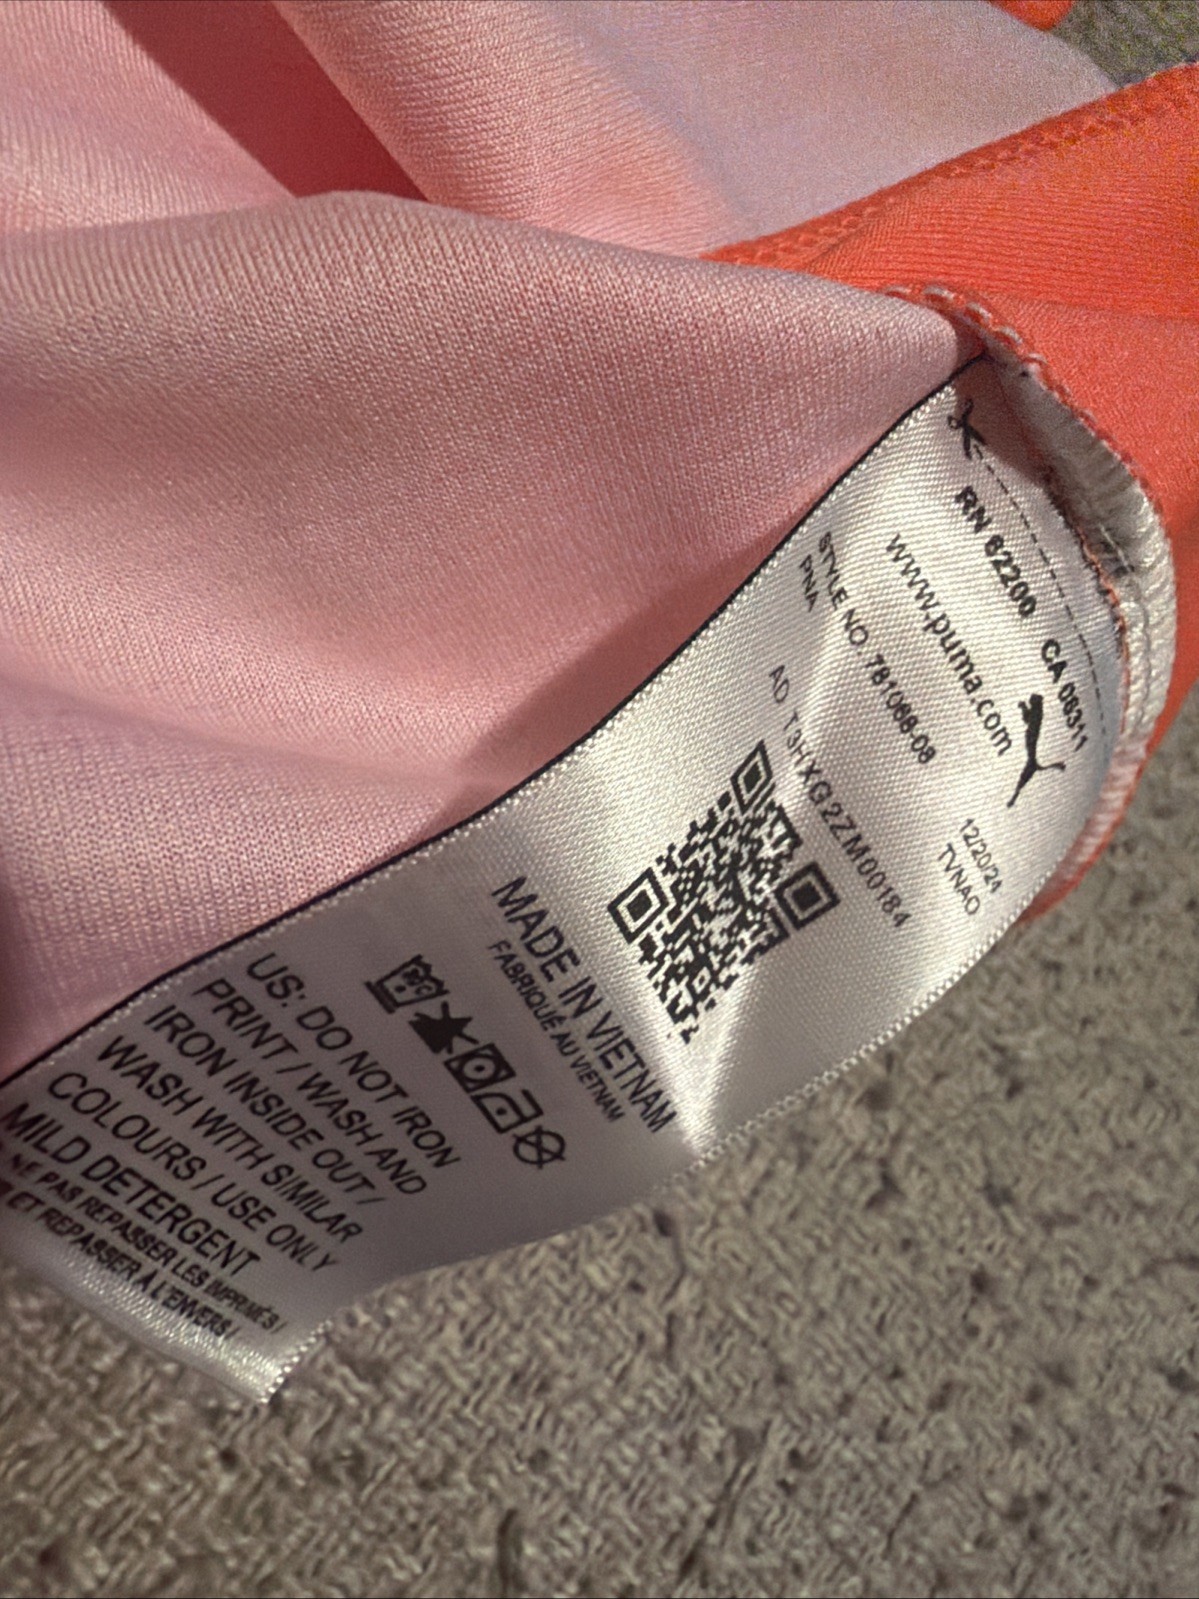 RN 62200 CA 08311
www.puma.com
STYLE NO. 781068-08
PNA
12/2024
TVNAO
AD T3HXG2ZM00184
MADE IN VIETNAM
FABRIQUÉ AU VIETNAM
US: DO NOT IRON
PRINT / WASH AND
IRON INSIDE OUT /
WASH WITH SIMILAR
COLOURS / USE ONLY
MILD DETERGENT
NE PAS REPASSER LES IMPRIMÉS /
ET REPASSER À L'ENVERS /